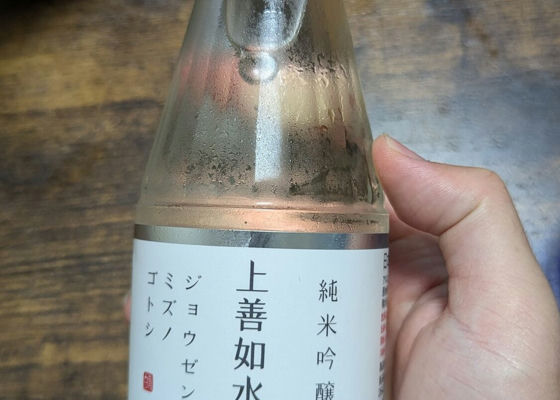 純米吟醸
上善如水
ジョウゼン
ミズノ
ゴトシ